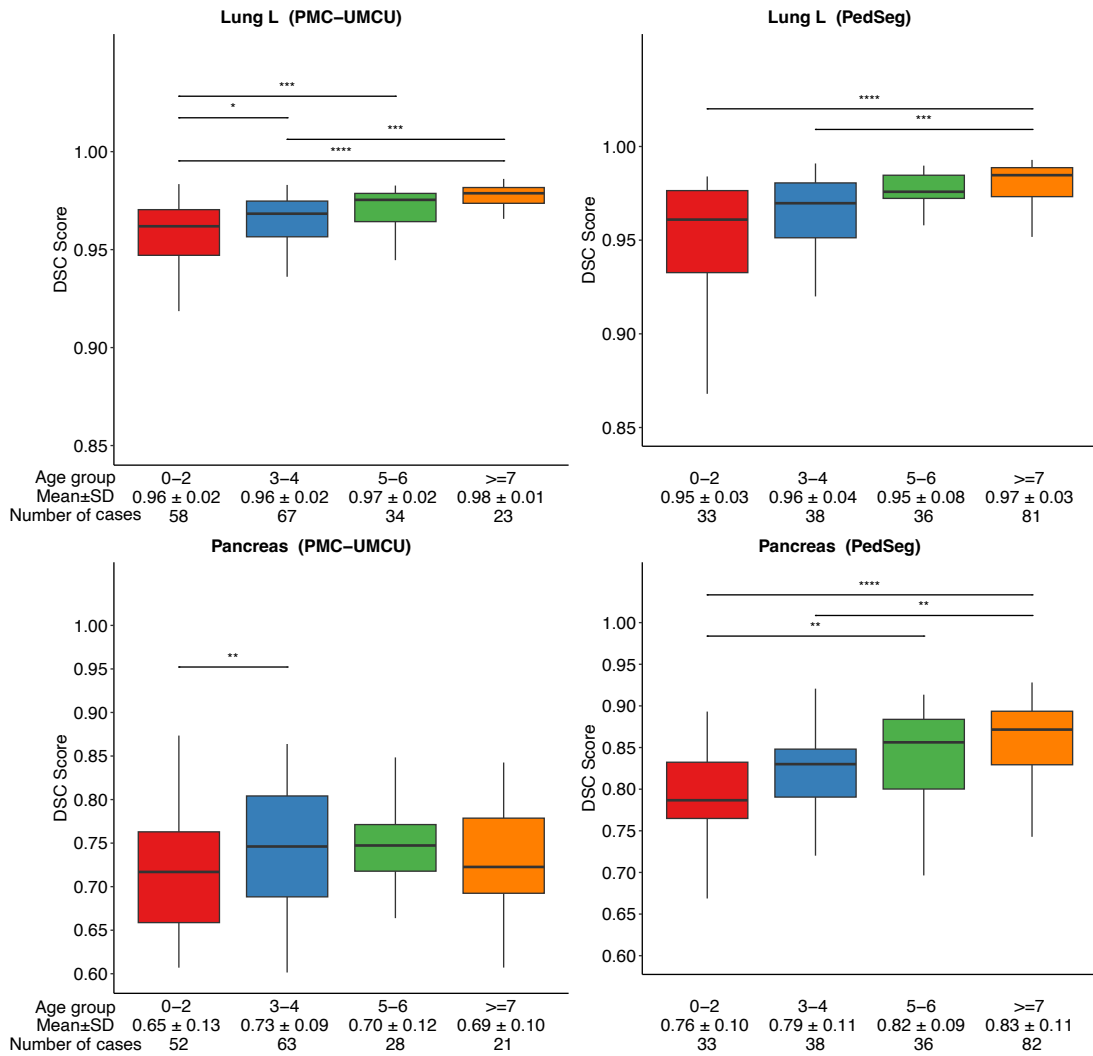 Lung L (PMC−UMCU)
***
*
***
****
1.00
0.95
0.90
0.85
DSC Score
Age group 0−2 3−4 5−6 >=7
Mean±SD 0.96 ± 0.02 0.96 ± 0.02 0.97 ± 0.02 0.98 ± 0.01
Number of cases 58 67 34 23
Lung L (PedSeg)
****
***
1.00
0.95
0.90
0.85
DSC Score
0−2 3−4 5−6 >=7
0.95 ± 0.03 0.96 ± 0.04 0.95 ± 0.08 0.97 ± 0.03
33 38 36 81
Pancreas (PMC−UMCU)
**
1.00
0.95
0.90
0.85
0.80
0.75
0.70
0.65
0.60
DSC Score
Age group 0−2 3−4 5−6 >=7
Mean±SD 0.65 ± 0.13 0.73 ± 0.09 0.70 ± 0.12 0.69 ± 0.10
Number of cases 52 63 28 21
Pancreas (PedSeg)
****
**
**
1.00
0.95
0.90
0.85
0.80
0.75
0.70
0.65
0.60
DSC Score
0−2 3−4 5−6 >=7
0.76 ± 0.10 0.79 ± 0.11 0.82 ± 0.09 0.83 ± 0.11
33 38 36 82